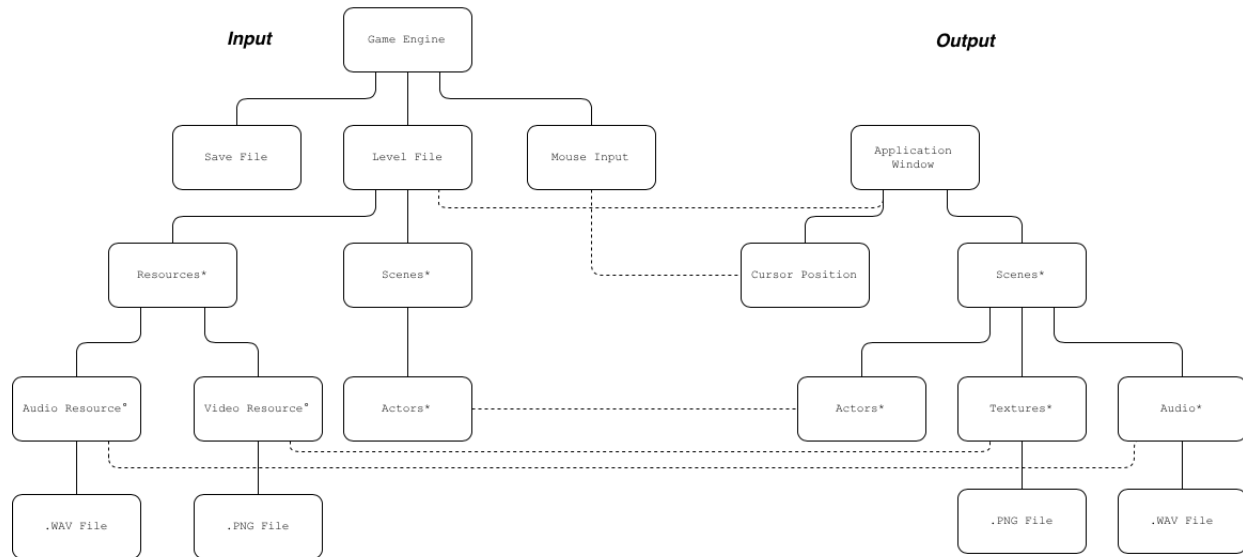 Input
Game Engine
Output
Save File
Level File
Mouse Input
Application
Window
Resources*
Scenes*
Cursor Position
Scenes*
Audio Resource°
Video Resource°
Actors*
Actors*
Textures*
Audio*
.WAV File
.PNG File
.PNG File
.WAV File